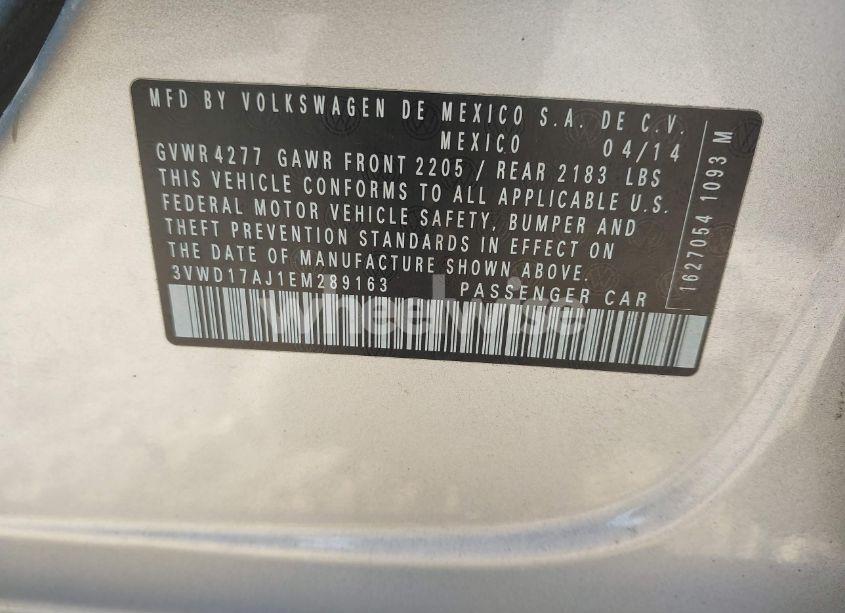 MFD BY VOLKSWAGEN DE MEXICO S.A. DE C.V.
MEXICO 04/14
GVWR 4277 GAWR FRONT 2205 / REAR 2183 LBS
THIS VEHICLE CONFORMS TO ALL APPLICABLE U.S.
FEDERAL MOTOR VEHICLE SAFETY, BUMPER AND
THEFT PREVENTION STANDARDS IN EFFECT ON
THE DATE OF MANUFACTURE SHOWN ABOVE.
3VWD17AJ1EM289163 PASSENGER CAR
1627054 1093 M
wheelwise